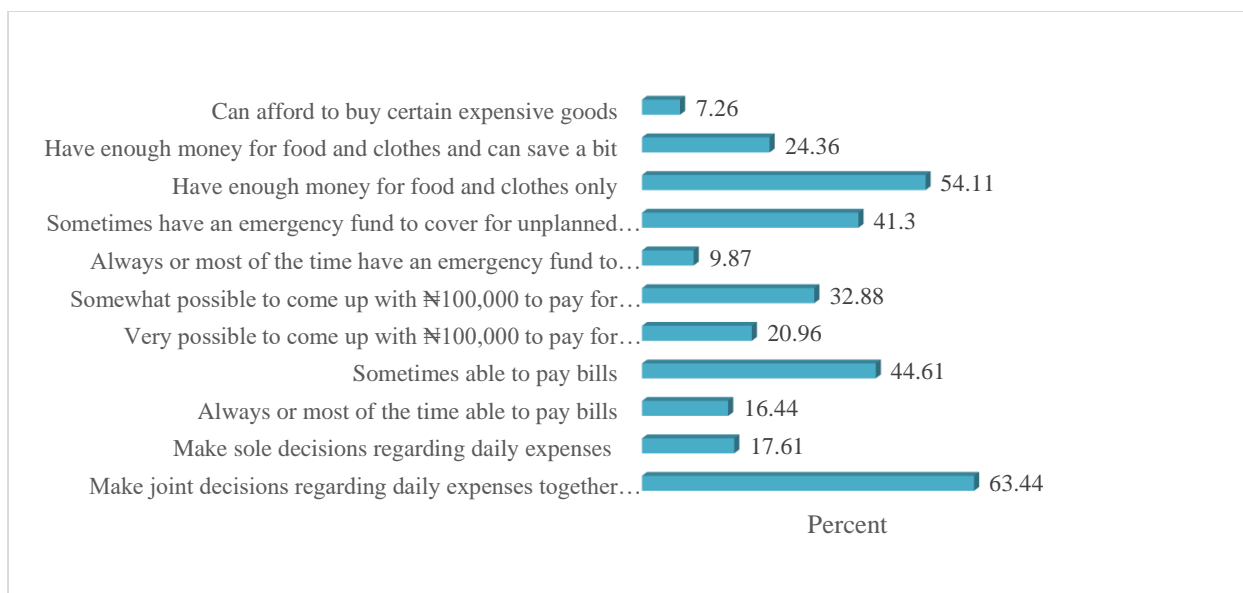 Can afford to buy certain expensive goods 7.26
Have enough money for food and clothes and can save a bit 24.36
Have enough money for food and clothes only 54.11
Sometimes have an emergency fund to cover for unplanned… 41.3
Always or most of the time have an emergency fund to… 9.87
Somewhat possible to come up with ₦100,000 to pay for… 32.88
Very possible to come up with ₦100,000 to pay for… 20.96
Sometimes able to pay bills 44.61
Always or most of the time able to pay bills 16.44
Make sole decisions regarding daily expenses 17.61
Make joint decisions regarding daily expenses together… 63.44
Percent